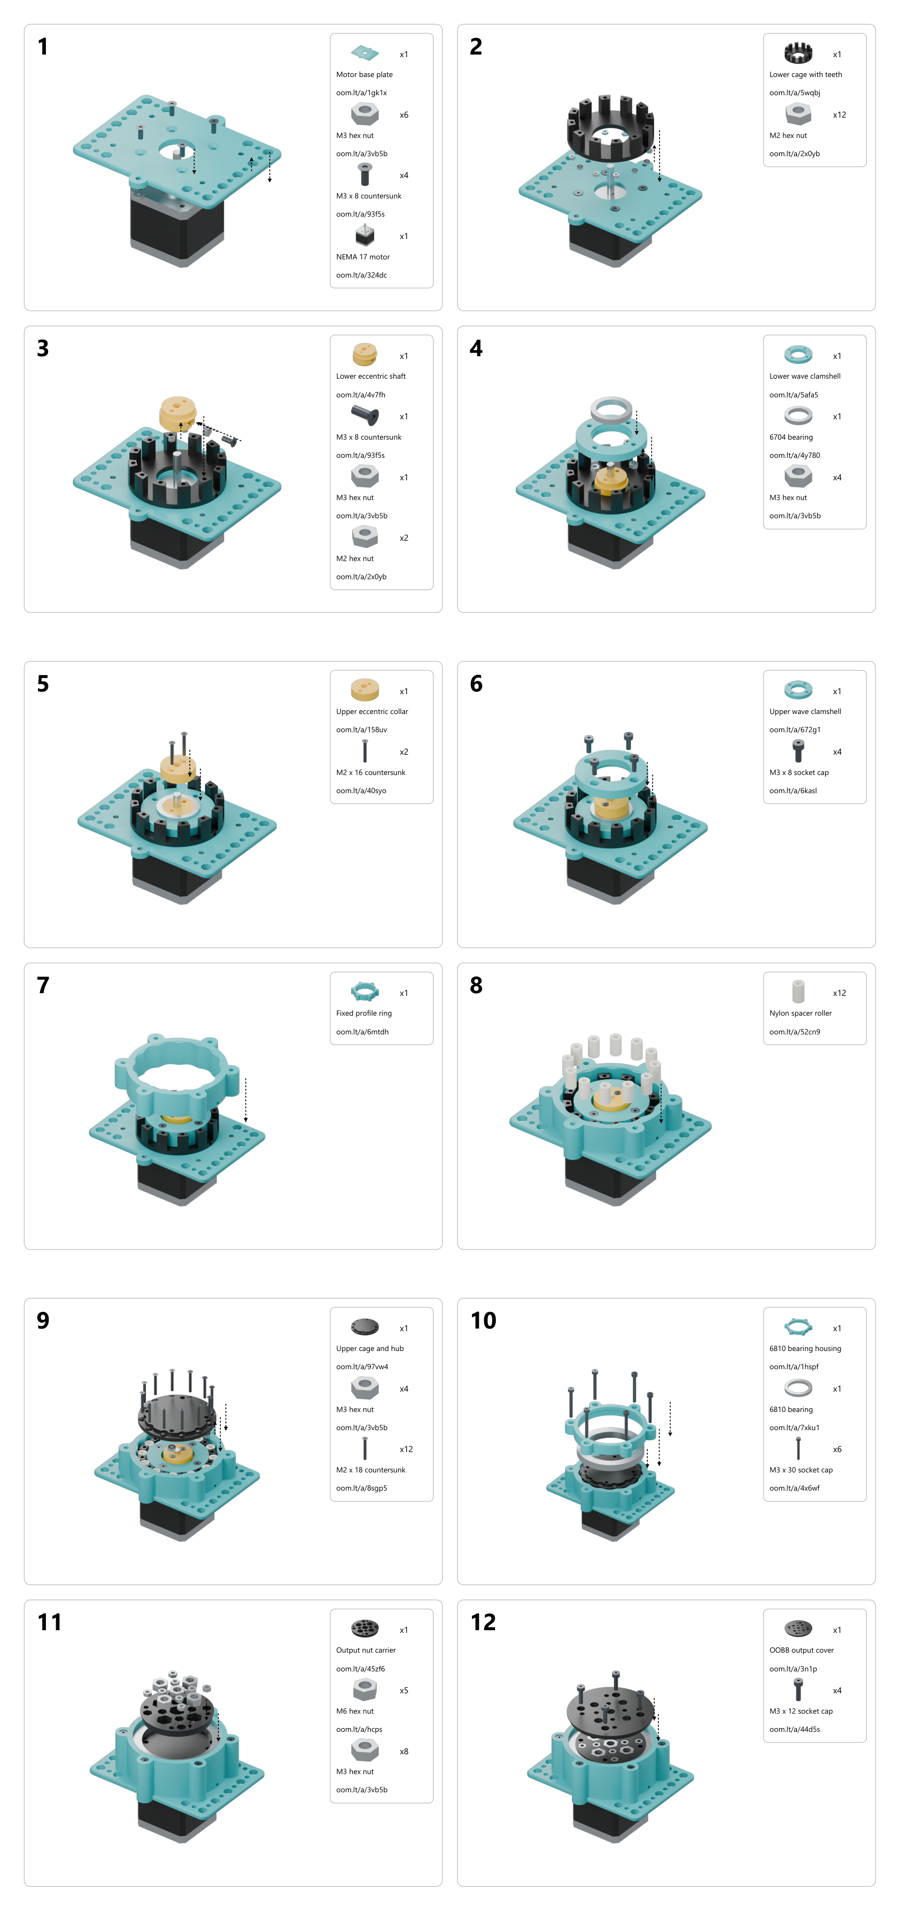 1
x1
Motor base plate
oom.lt/a/1gk1x
x6
M3 hex nut
oom.lt/a/3vb5b
x4
M3 x 8 countersunk
oom.lt/a/93f5s
x1
NEMA 17 motor
oom.lt/a/324dc
2
x1
Lower cage with teeth
oom.lt/a/5wqbj
x12
M2 hex nut
oom.lt/a/2x0yb
3
x1
Lower eccentric shaft
oom.lt/a/4v7fh
x1
M3 x 8 countersunk
oom.lt/a/93f5s
x1
M3 hex nut
oom.lt/a/3vb5b
x2
M2 hex nut
oom.lt/a/2x0yb
4
x1
Lower wave clamshell
oom.lt/a/5afa5
x1
6704 bearing
oom.lt/a/4y780
x4
M3 hex nut
oom.lt/a/3vb5b
5
x1
Upper eccentric collar
oom.lt/a/158uv
x2
M2 x 16 countersunk
oom.lt/a/40syo
6
x1
Upper wave clamshell
oom.lt/a/672g1
x4
M3 x 8 socket cap
oom.lt/a/6kasl
7
x1
Fixed profile ring
oom.lt/a/6mtdh
8
x12
Nylon spacer roller
oom.lt/a/52cn9
9
x1
Upper cage and hub
oom.lt/a/97vw4
x4
M3 hex nut
oom.lt/a/3vb5b
x12
M2 x 18 countersunk
oom.lt/a/8sgp5
10
x1
6810 bearing housing
oom.lt/a/1hspf
x1
6810 bearing
oom.lt/a/7xku1
x6
M3 x 30 socket cap
oom.lt/a/4x6wf
11
x1
Output nut carrier
oom.lt/a/45zf6
x5
M6 hex nut
oom.lt/a/hcps
x8
M3 hex nut
oom.lt/a/3vb5b
12
x1
OOBB output cover
oom.lt/a/3n1p
x4
M3 x 12 socket cap
oom.lt/a/44d5s